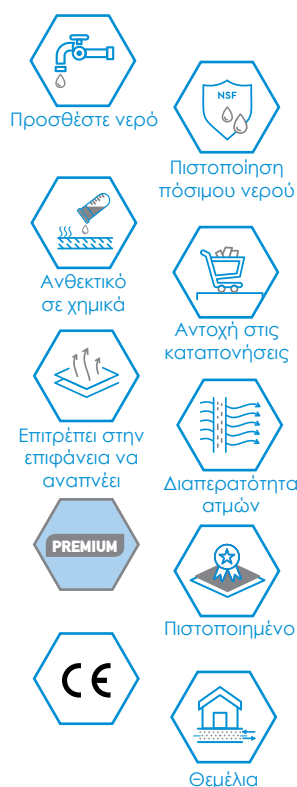 Προσθέστε νερό
NSF
Πιστοποίηση
πόσιμου νερού
Ανθεκτικό
σε χημικά
Αντοχή στις
καταπονήσεις
Επιτρέπει στην
επιφάνεια να
αναπνέει
Διαπερατότητα
ατμών
PREMIUM
Πιστοποιημένο
CE
Θεμέλια